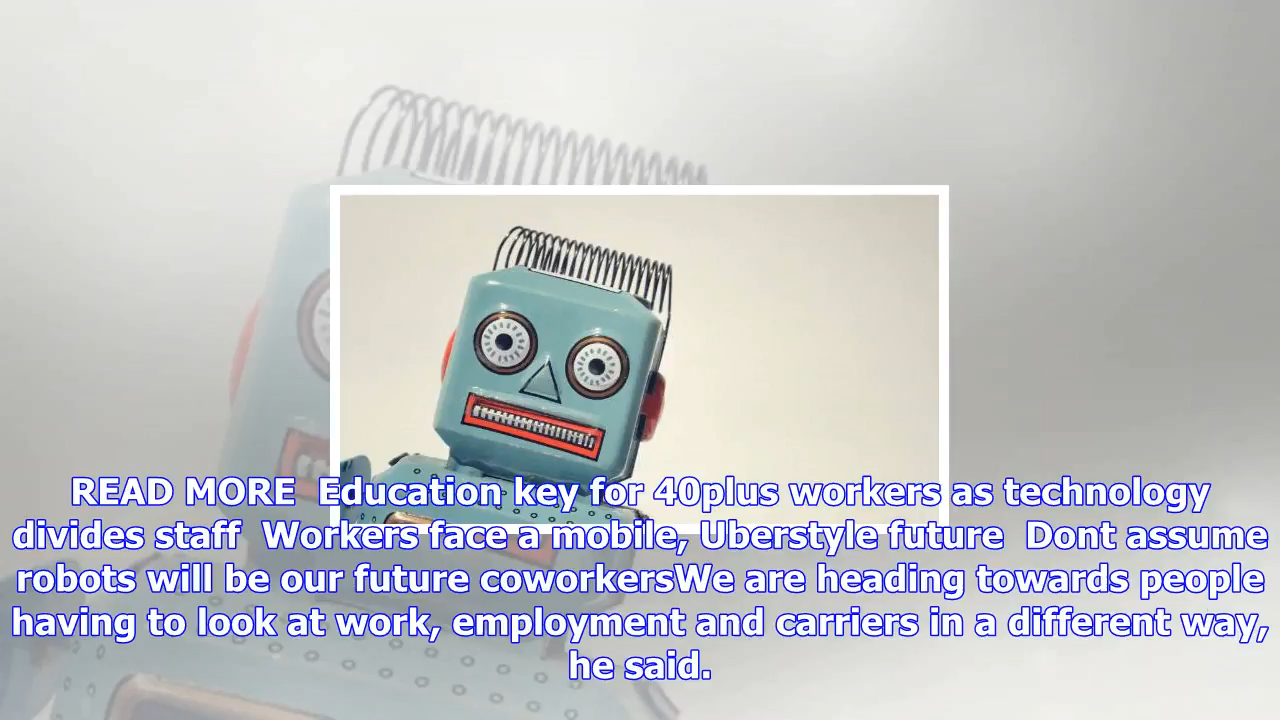 READ MORE  Education key for 40plus workers as technology
divides staff  Workers face a mobile, Uberstyle future  Dont assume
robots will be our future coworkersWe are heading towards people
having to look at work, employment and carriers in a different way,
he said.